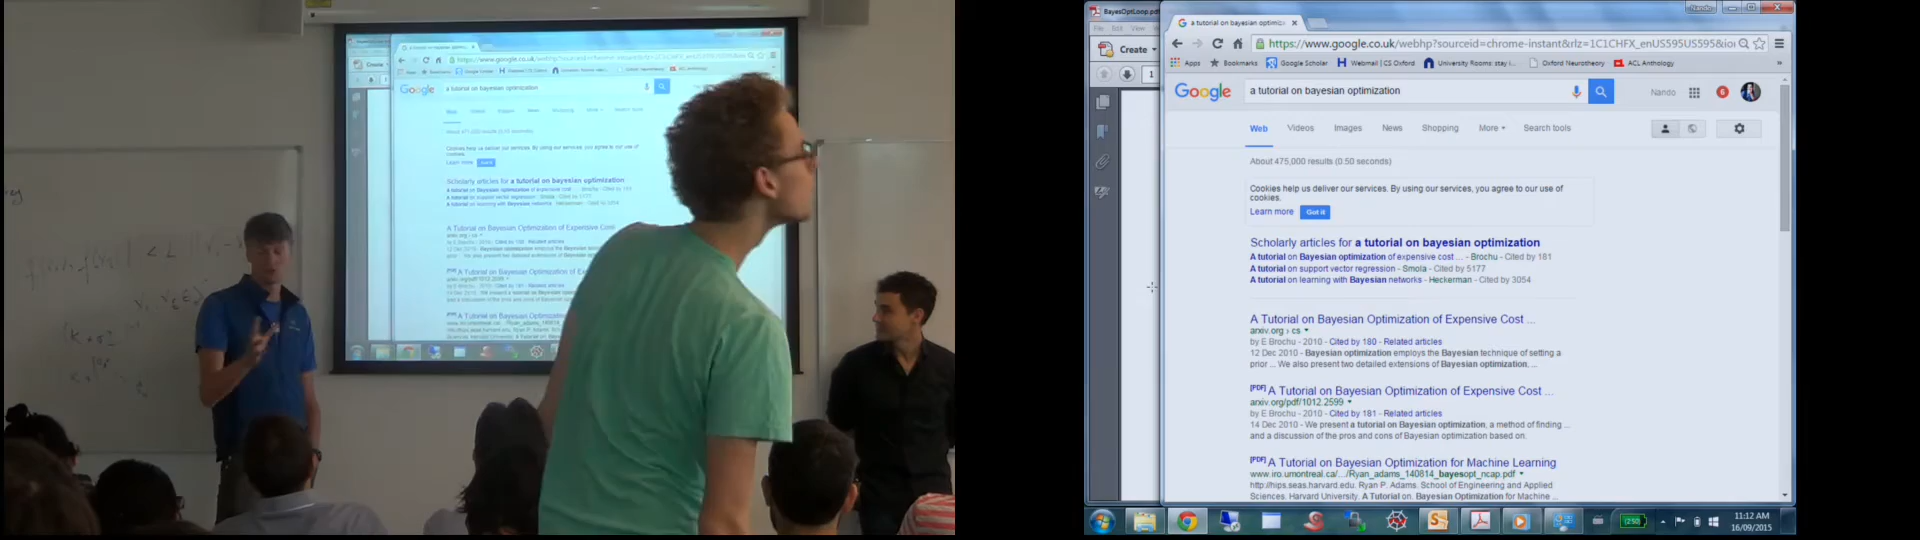 BayesOptLoop.pdf
a tutorial on bayesian optimiz
Nando
Create
1
https://www.google.co.uk/webhp?sourceid=chrome-instant&rlz=1C1CHFX_enUS595US595&io
Apps
Bookmarks
Google Scholar
Webmail | CS Oxford
University Rooms: stay i...
Oxford Neurotheory
ACL Anthology
»
Google
a tutorial on bayesian optimization
Nando
6
Web
Videos
Images
News
Shopping
More
Search tools
About 475,000 results (0.50 seconds)
Cookies help us deliver our services. By using our services, you agree to our use of
cookies.
Learn more
Got it
Scholarly articles for a tutorial on bayesian optimization
A tutorial on Bayesian optimization of expensive cost ... - Brochu - Cited by 181
A tutorial on support vector regression - Smola - Cited by 5177
A tutorial on learning with Bayesian networks - Heckerman - Cited by 3054
A Tutorial on Bayesian Optimization of Expensive Cost ...
arxiv.org › cs
by E Brochu - 2010 - Cited by 180 - Related articles
12 Dec 2010 - Bayesian optimization employs the Bayesian technique of setting a
prior ... We also present two detailed extensions of Bayesian optimization, ...
[PDF] A Tutorial on Bayesian Optimization of Expensive Cost ...
arxiv.org/pdf/1012.2599
by E Brochu - 2010 - Cited by 181 - Related articles
14 Dec 2010 - We present a tutorial on Bayesian optimization, a method of finding ...
and a discussion of the pros and cons of Bayesian optimization based on.
[PDF] A Tutorial on Bayesian Optimization for Machine Learning
www.iro.umontreal.ca/.../Ryan_adams_140814_bayesopt_ncap.pdf
http://hips.seas.harvard.edu. Ryan P. Adams. School of Engineering and Applied
Sciences. Harvard University. A Tutorial on. Bayesian Optimization for Machine ...
11:12 AM
16/09/2015